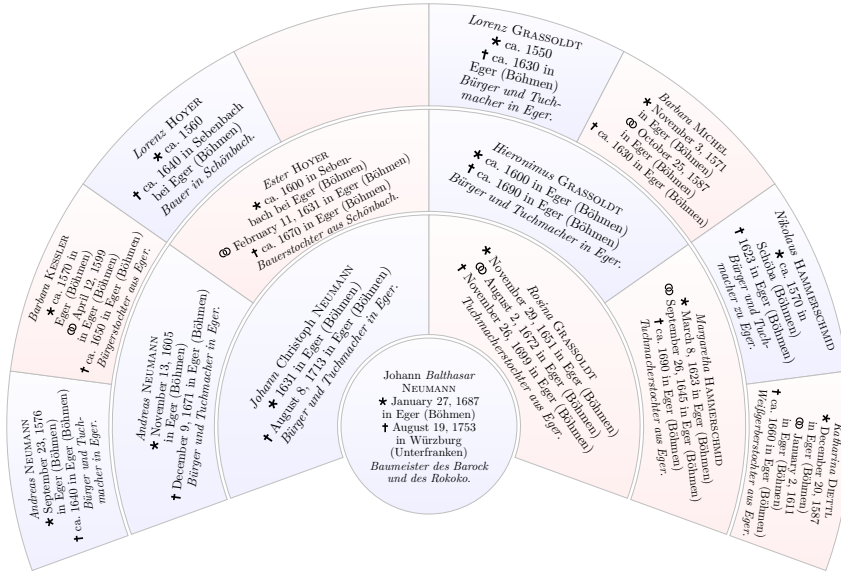 Johann Balthasar
NEUMANN
* January 27, 1687
in Eger (Böhmen)
† August 19, 1753
in Würzburg
(Unterfranken)
Baumeister des Barock
und des Rokoko.
Johann Christoph NEUMANN
* 1631 in Eger (Böhmen)
† August 8, 1713 in Eger (Böhmen)
Bürger und Tuchmacher in Eger.
Rosina GRASSOLDT
* November 29, 1651 in Eger (Böhmen)
⚭ August 2, 1672 in Eger (Böhmen)
† November 26, 1699 in Eger (Böhmen)
Tuchmacherstochter aus Eger.
Andreas NEUMANN
* November 13, 1605
in Eger (Böhmen)
† December 9, 1671 in Eger (Böhmen)
Bürger und Tuchmacher in Eger.
Ester HOYER
* ca. 1600 in Seben-
bach bei Eger (Böhmen)
⚭ February 11, 1631 in Eger (Böhmen)
† ca. 1670 in Eger (Böhmen)
Bauerstochter aus Schönbach.
Hieronimus GRASSOLDT
* ca. 1600 in Eger (Böhmen)
† ca. 1690 in Eger (Böhmen)
Bürger und Tuchmacher in Eger.
Margaretha HAMMERSCHMID
* March 8, 1623 in Eger (Böhmen)
⚭ September 26, 1645 in Eger (Böhmen)
† ca. 1690 in Eger (Böhmen)
Tuchmacherstochter aus Eger.
Andreas NEUMANN
* September 23, 1576
in Eger (Böhmen)
† ca. 1640 in Eger (Böhmen)
Bürger und Tuch-
macher in Eger.
Barbara KESSLER
* ca. 1570 in
Eger (Böhmen)
⚭ April 12, 1599
in Eger (Böhmen)
† ca. 1650 in Eger (Böhmen)
Bürgerstochter aus Eger.
Lorenz HOYER
* ca. 1560
† ca. 1640 in Sebenbach
bei Eger (Böhmen)
Bauer in Schönbach.
Lorenz GRASSOLDT
* ca. 1550
† ca. 1630 in
Eger (Böhmen)
Bürger und Tuch-
macher in Eger.
Barbara MICHEL
* November 3, 1571
in Eger (Böhmen)
⚭ October 25, 1587
in Eger (Böhmen)
† ca. 1630 in Eger (Böhmen)
Nikolaus HAMMERSCHMID
* ca. 1570 in
Schöba (Böhmen)
† 1623 in Eger (Böhmen)
Bürger und Tuch-
macher zu Eger.
Katharina DIETTL
* December 20, 1587
in Eger (Böhmen)
⚭ January 2, 1611
in Eger (Böhmen)
† ca. 1660 in Eger (Böhmen)
Weißgerberstochter aus Eger.